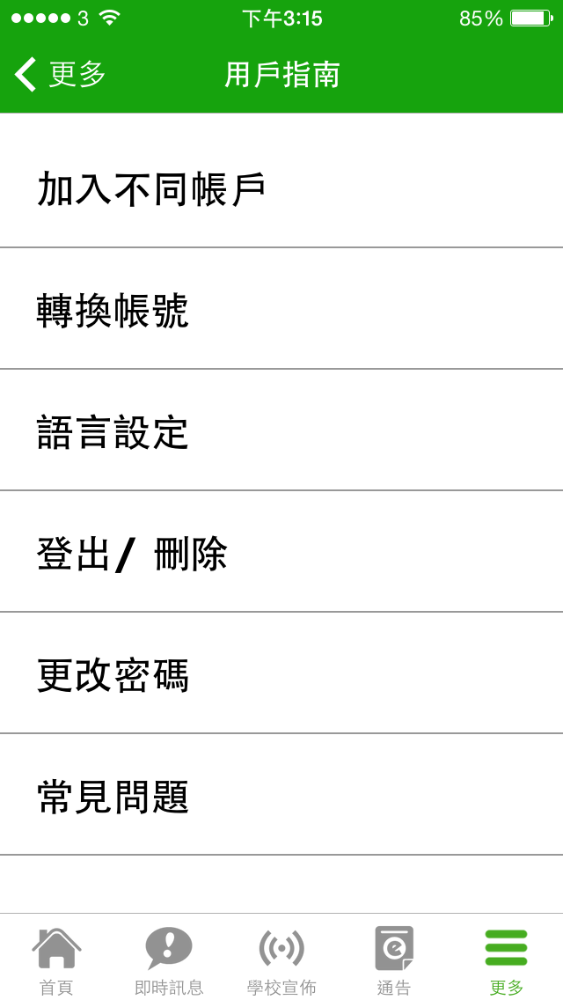 3 下午3:15 85%
更多 用戶指南
加入不同帳戶
轉換帳號
語言設定
登出/ 刪除
更改密碼
常見問題
首頁 即時訊息 學校宣佈 通告 更多